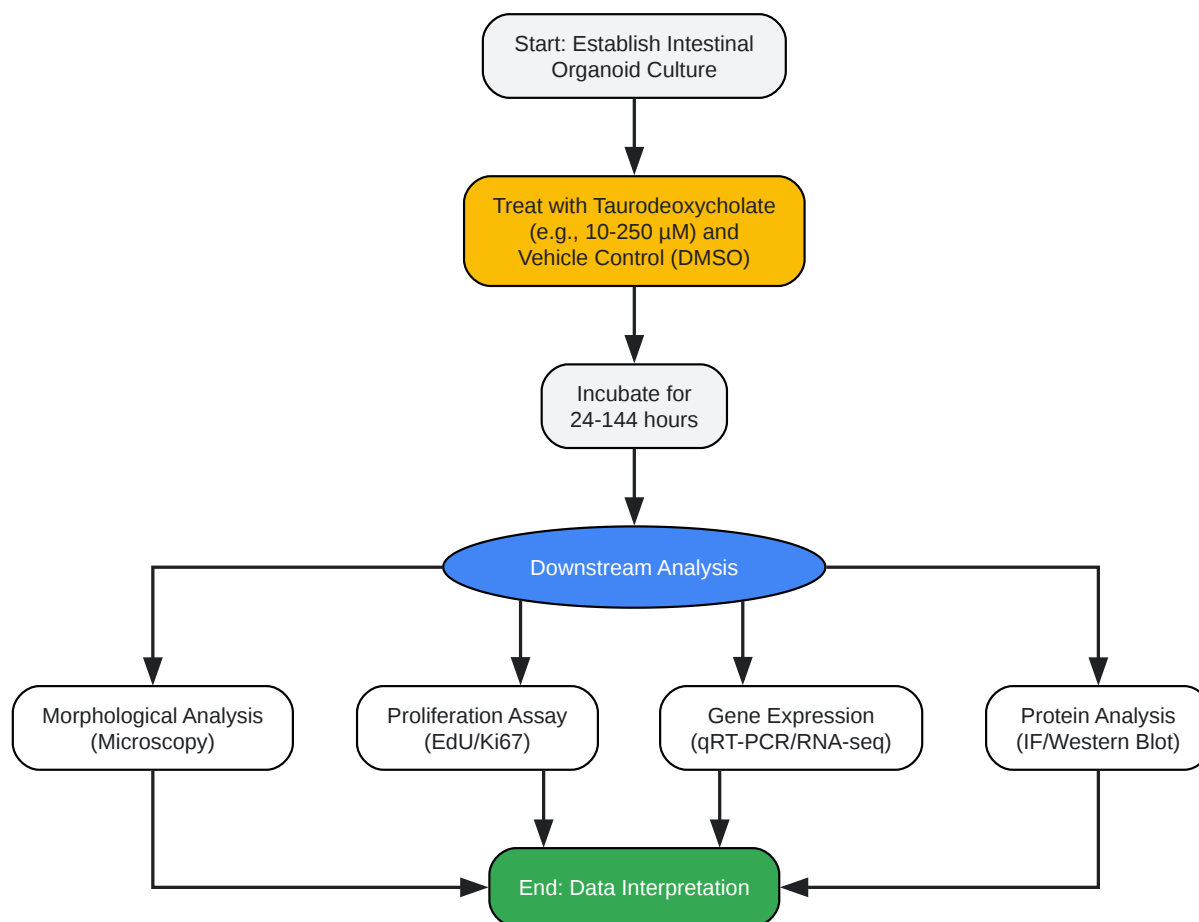 Start: Establish Intestinal
Organoid Culture
Treat with Taurodeoxycholate
(e.g., 10-250 µM) and
Vehicle Control (DMSO)
Incubate for
24-144 hours
Downstream Analysis
Morphological Analysis
(Microscopy)
Proliferation Assay
(EdU/Ki67)
Gene Expression
(qRT-PCR/RNA-seq)
Protein Analysis
(IF/Western Blot)
End: Data Interpretation